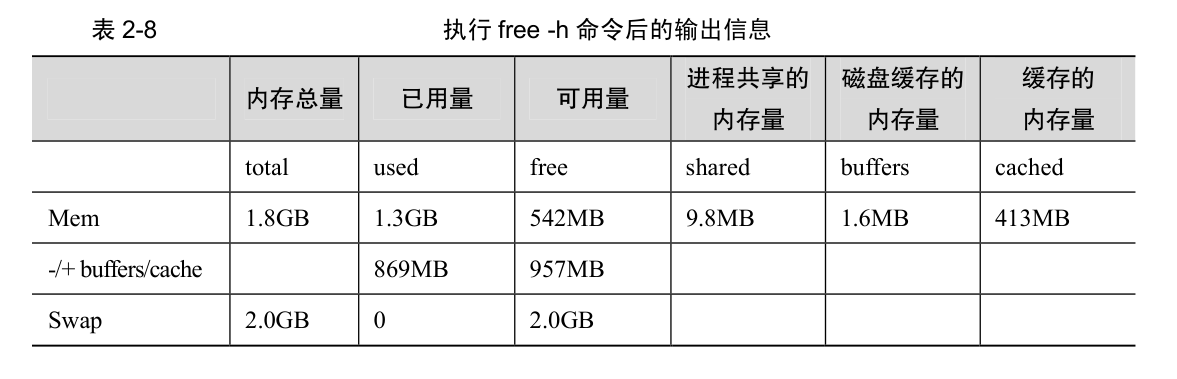 表 2-8 执行 free -h 命令后的输出信息
内存总量 已用量 可用量 进程共享的内存量 磁盘缓存的内存量 缓存的内存量
total used free shared buffers cached
Mem 1.8GB 1.3GB 542MB 9.8MB 1.6MB 413MB
-/+ buffers/cache 869MB 957MB
Swap 2.0GB 0 2.0GB